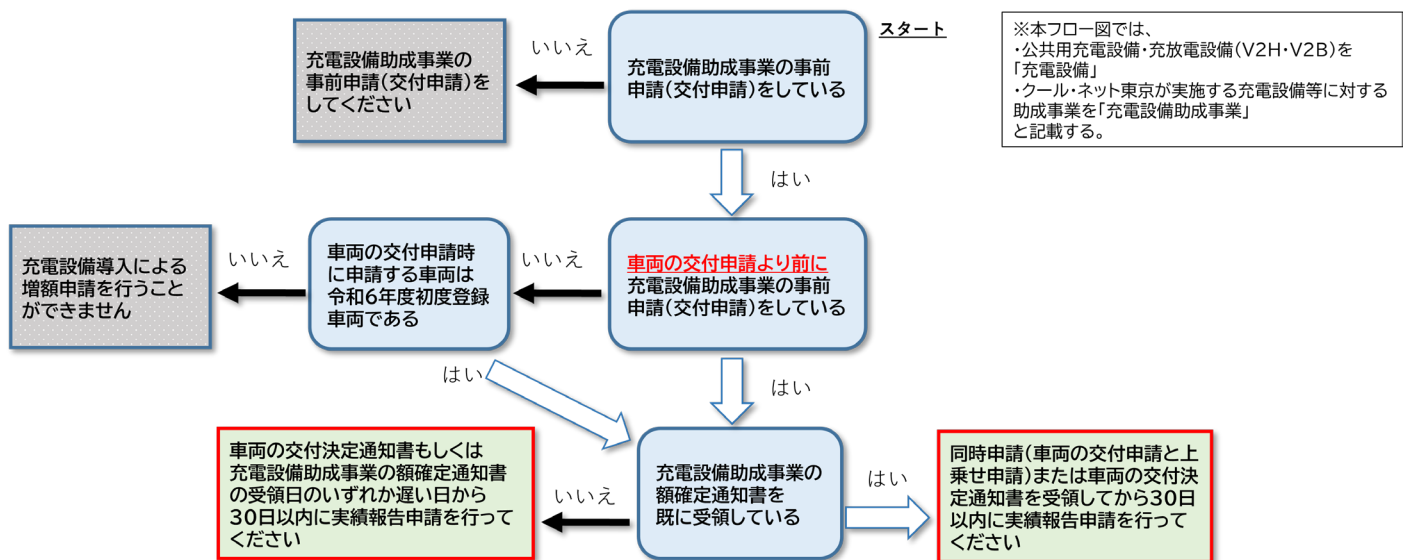 スタート
充電設備助成事業の事前
申請(交付申請)をしている
いいえ
充電設備助成事業の
事前申請(交付申請)を
してください
※本フロー図では、
・公共用充電設備・充放電設備(V2H・V2B)を
「充電設備」
・クール・ネット東京が実施する充電設備等に対する
助成事業を「充電設備助成事業」
と記載する。
はい
車両の交付申請より前に
充電設備助成事業の事前
申請(交付申請)をしている
いいえ
車両の交付申請時
に申請する車両は
令和6年度初度登録
車両である
いいえ
充電設備導入による
増額申請を行うこと
ができません
はい
はい
充電設備助成事業の
額確定通知書を
既に受領している
いいえ
車両の交付決定通知書もしくは
充電設備助成事業の額確定通知書
の受領日のいずれか遅い日から
30日以内に実績報告申請を行って
ください
はい
同時申請(車両の交付申請と上
乗せ申請)または車両の交付決
定通知書を受領してから30日
以内に実績報告申請を行って
ください